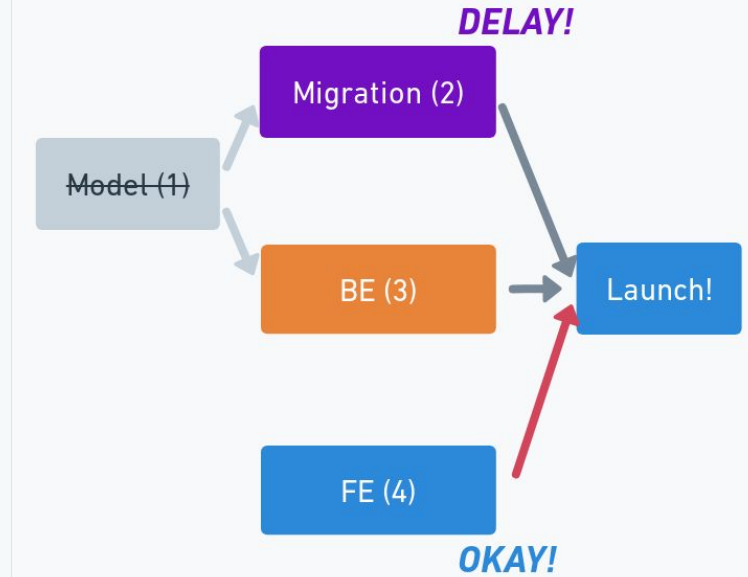 DELAY!
Migration (2)
Model (1)
BE (3)
Launch!
FE (4)
OKAY!